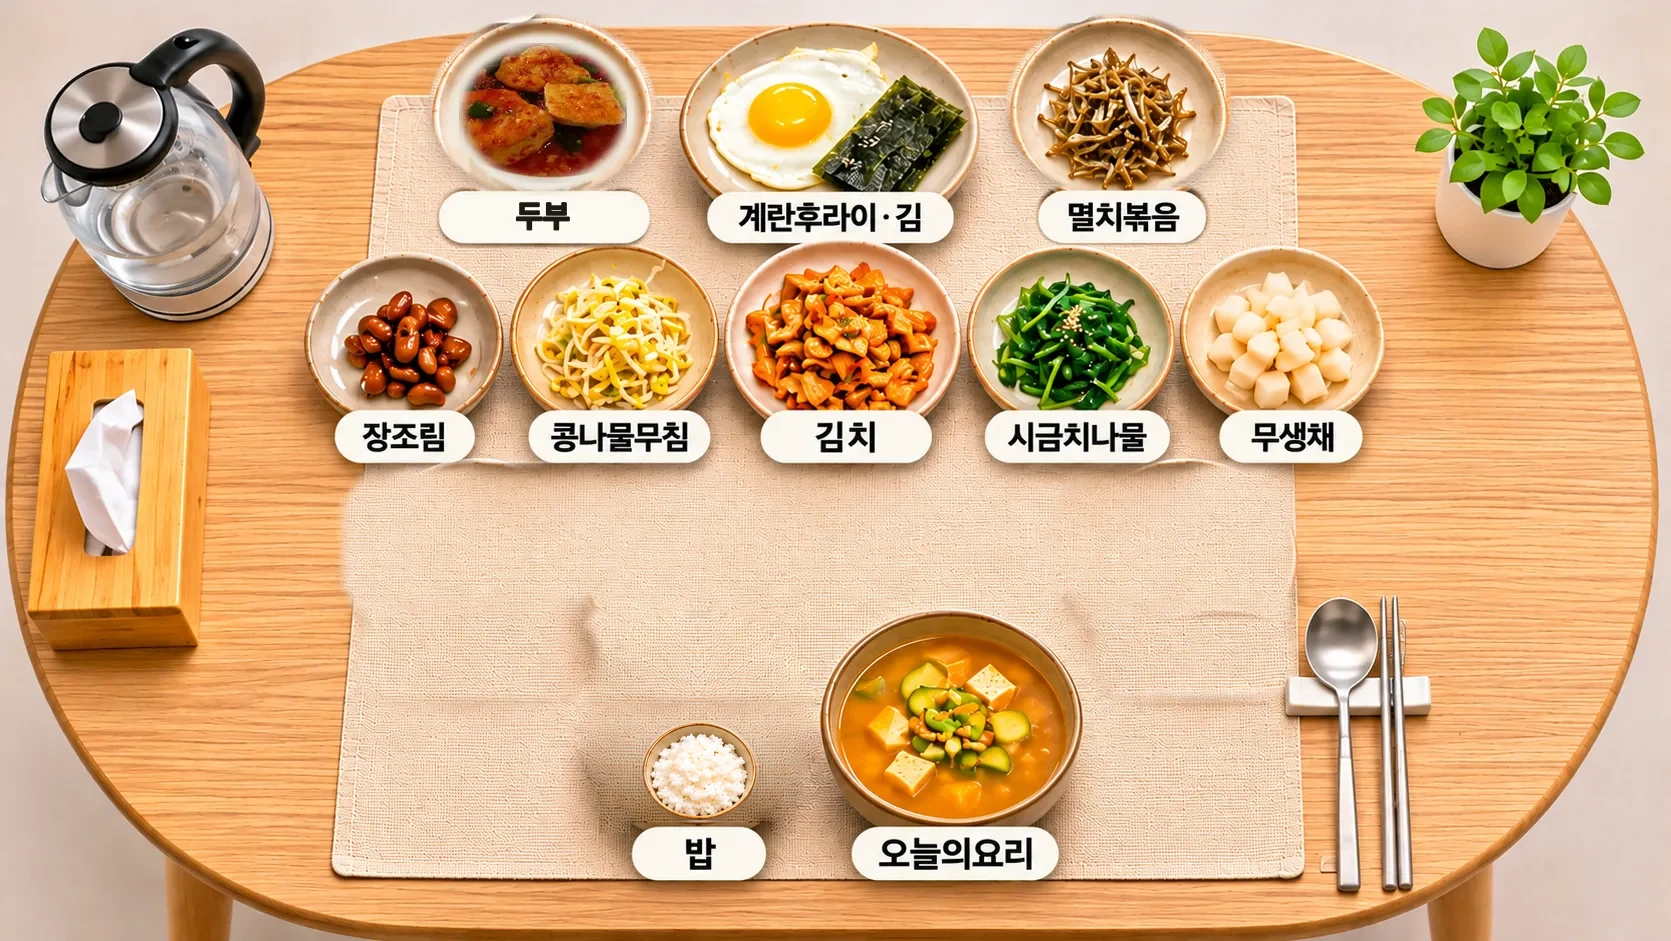 두부
계란후라이·김
멸치볶음
장조림
콩나물무침
김치
시금치나물
무생채
밥
오늘의요리